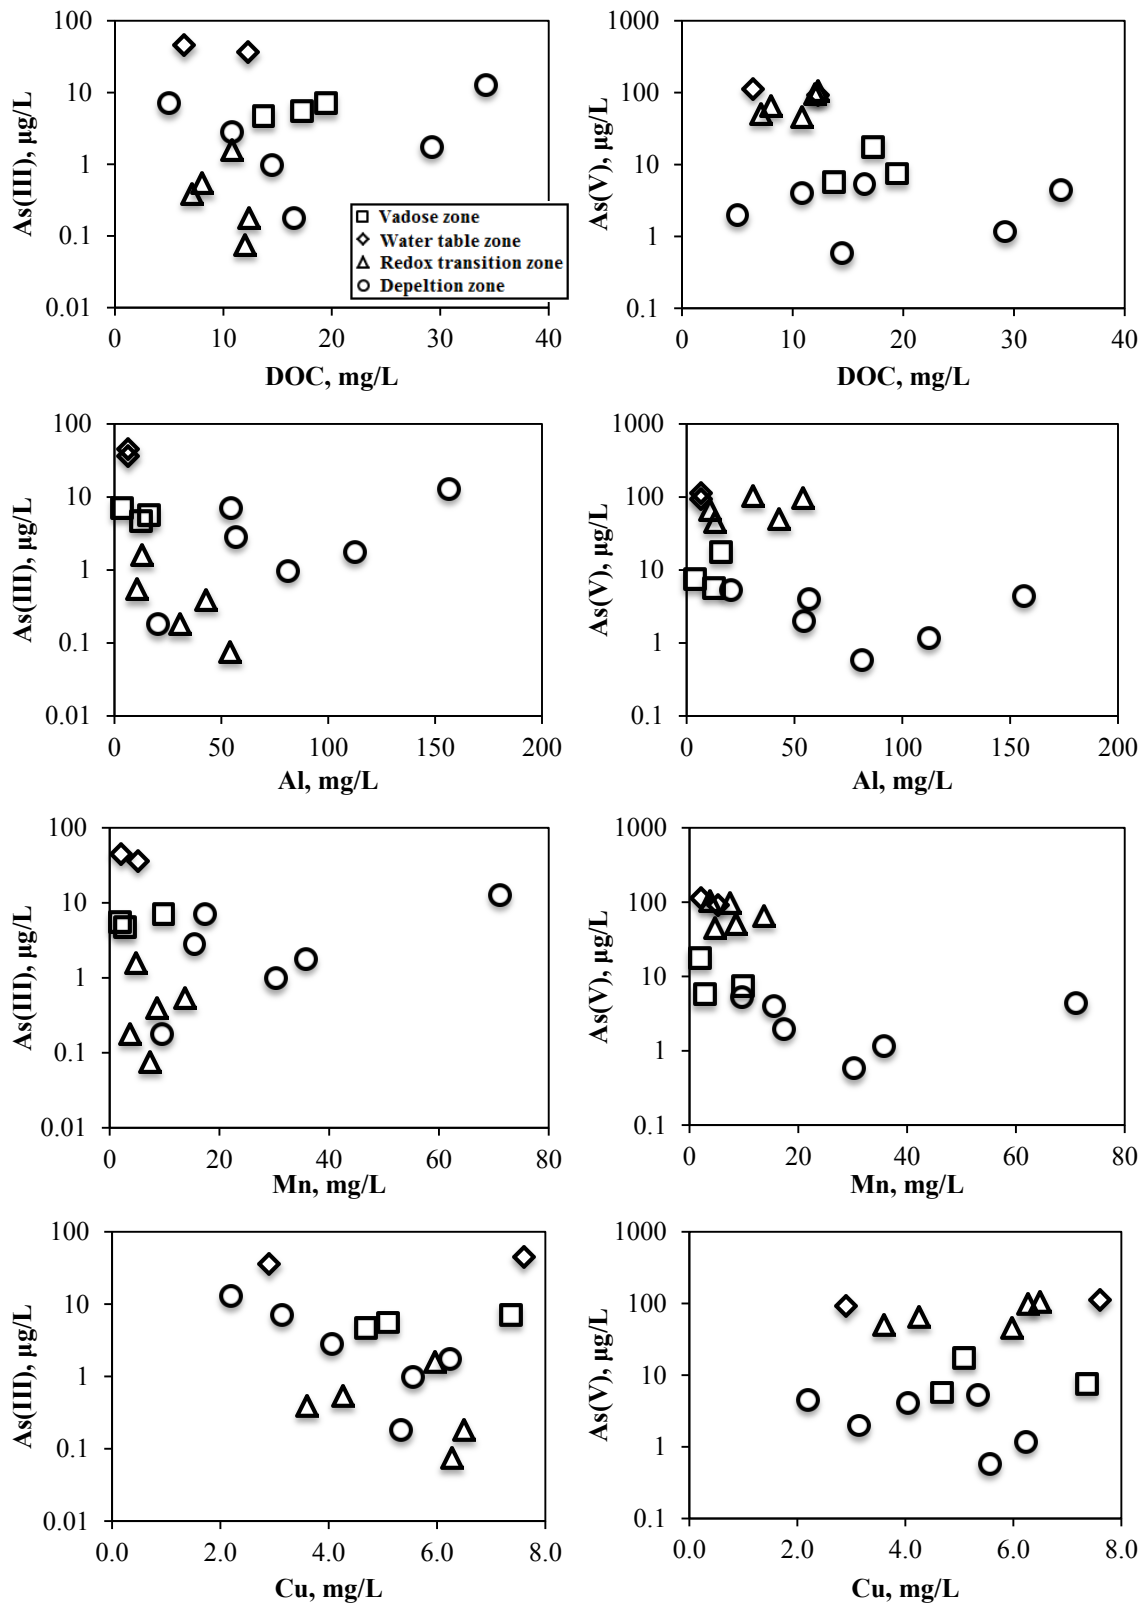 100
10
1
0.1
0.01
As(III), µg/L
0 10 20 30 40
DOC, mg/L
Vadose zone
Water table zone
Redox transition zone
Depeltion zone
1000
100
10
1
0.1
As(V), µg/L
0 10 20 30 40
DOC, mg/L
100
10
1
0.1
0.01
As(III), µg/L
0 50 100 150 200
Al, mg/L
1000
100
10
1
0.1
As(V), µg/L
0 50 100 150 200
Al, mg/L
100
10
1
0.1
0.01
As(III), µg/L
0 20 40 60 80
Mn, mg/L
1000
100
10
1
0.1
As(V), µg/L
0 20 40 60 80
Mn, mg/L
100
10
1
0.1
0.01
As(III), µg/L
0.0 2.0 4.0 6.0 8.0
Cu, mg/L
1000
100
10
1
0.1
As(V), µg/L
0.0 2.0 4.0 6.0 8.0
Cu, mg/L